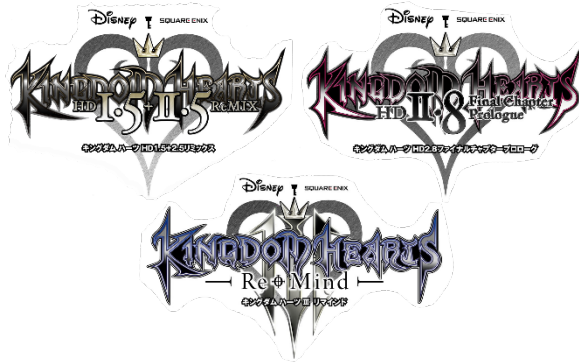 Disney SQUARE ENIX
KINGDOM HEARTS
HD I.5+II.5 ReMIX
キングダム ハーツ HD1.5+2.5リミックス
Disney SQUARE ENIX
KINGDOM HEARTS
HD II.8 Final Chapter
Prologue
キングダム ハーツ HD2.8ファイナルチャプタープロローグ
Disney SQUARE ENIX
KINGDOM HEARTS
III
Re Mind
キングダム ハーツ III リマインド